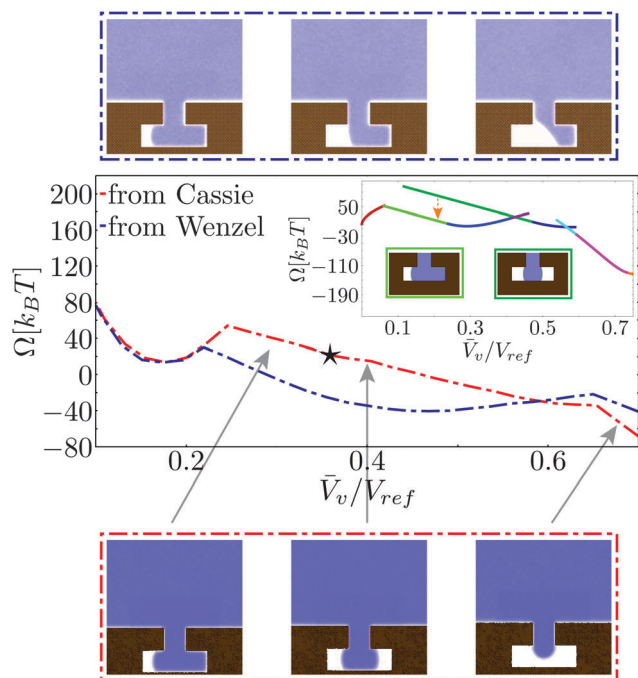 200
160
120
80
40
0
−40
−80
Ω[k_BT]
from Cassie
from Wenzel
50
−30
−110
−190
Ω[k_BT]
0.1 0.3 0.5 0.7
V̄_v/V_ref
0.2 0.4 0.6
V̄_v/V_ref